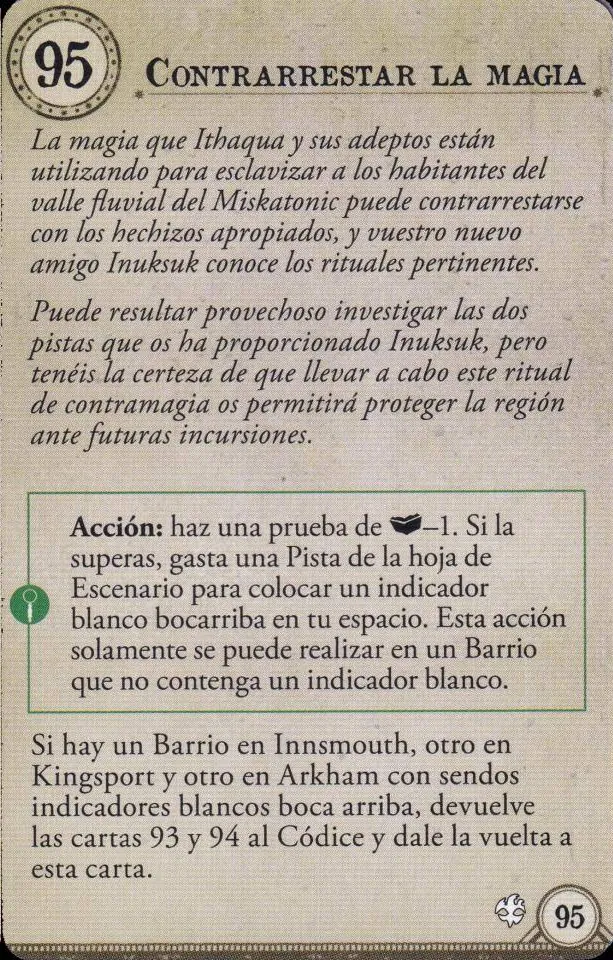 95
CONTRARRESTAR LA MAGIA
La magia que Ithaqua y sus adeptos están
utilizando para esclavizar a los habitantes del
valle fluvial del Miskatonic puede contrarrestarse
con los hechizos apropiados, y vuestro nuevo
amigo Inuksuk conoce los rituales pertinentes.
Puede resultar provechoso investigar las dos
pistas que os ha proporcionado Inuksuk, pero
tenéis la certeza de que llevar a cabo este ritual
de contramagia os permitirá proteger la región
ante futuras incursiones.
Acción: haz una prueba de –1. Si la
superas, gasta una Pista de la hoja de
Escenario para colocar un indicador
blanco bocarriba en tu espacio. Esta acción
solamente se puede realizar en un Barrio
que no contenga un indicador blanco.
Si hay un Barrio en Innsmouth, otro en
Kingsport y otro en Arkham con sendos
indicadores blancos boca arriba, devuelve
las cartas 93 y 94 al Códice y dale la vuelta a
esta carta.
95